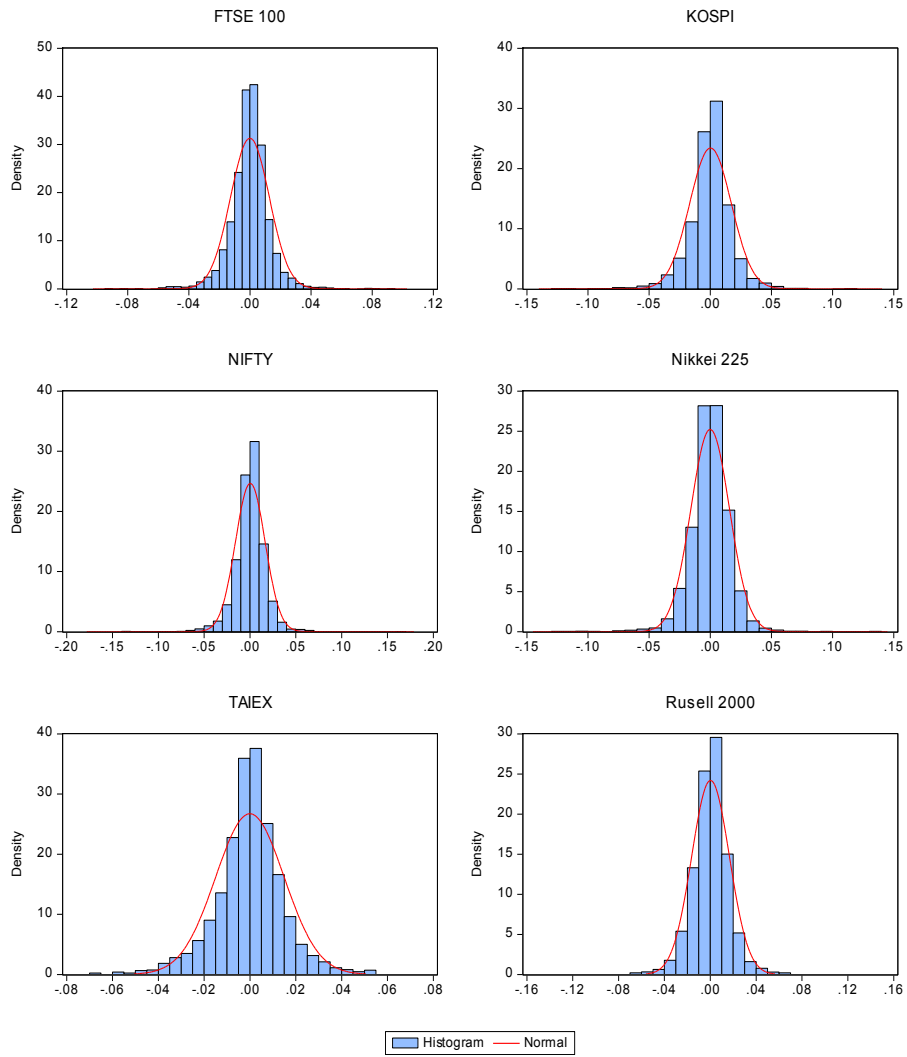 FTSE 100
50
40
30
20
10
0
Density
-.12 -.08 -.04 .00 .04 .08 .12
KOSPI
40
30
20
10
0
Density
-.15 -.10 -.05 .00 .05 .10 .15
NIFTY
40
30
20
10
0
Density
-.20 -.15 -.10 -.05 .00 .05 .10 .15 .20
Nikkei 225
30
25
20
15
10
5
0
Density
-.15 -.10 -.05 .00 .05 .10 .15
TAIEX
40
30
20
10
0
Density
-.08 -.06 -.04 -.02 .00 .02 .04 .06 .08
Rusell 2000
30
25
20
15
10
5
0
Density
-.16 -.12 -.08 -.04 .00 .04 .08 .12 .16
Histogram Normal